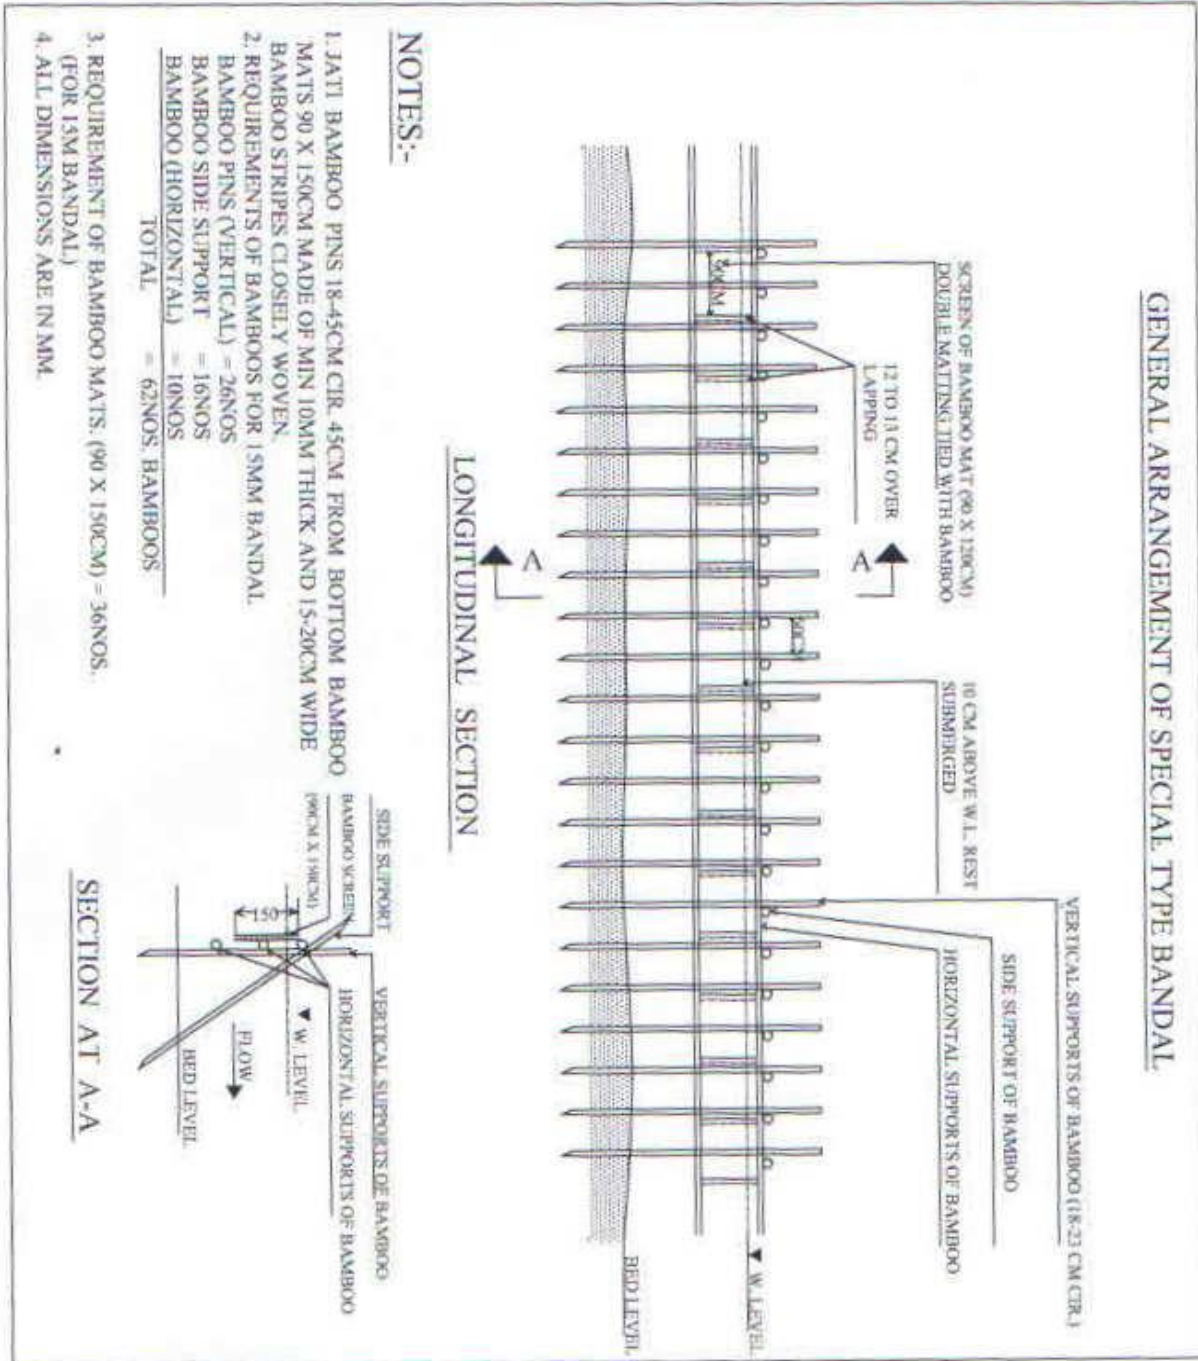 GENERAL ARRANGEMENT OF SPECIAL TYPE BANDAL
SCREEN OF BAMBOO MAT (90 X 120CM)
DOUBLE MATTING TIED WITH BAMBOO
12 TO 15 CM OVER
LAPPING
10 CM ABOVE W.L. REST
SUBMERGED
VERTICAL SUPPORTS OF BAMBOO (18-23 CM CIR.)
SIDE SUPPORT OF BAMBOO
HORIZONTAL SUPPORTS OF BAMBOO
A
A
W. LEVEL
BED LEVEL
LONGITUDINAL SECTION
NOTES:-
1. JATI BAMBOO PINS 18-45CM CIR. 45CM FROM BOTTOM BAMBOO
MATS 90 X 150CM MADE OF MIN 10MM THICK AND 15-20CM WIDE
BAMBOO STRIPES CLOSELY WOVEN.
2. REQUIREMENTS OF BAMBOOS FOR 15MM BANDAL
BAMBOO PINS (VERTICAL) = 26NOS
BAMBOO SIDE SUPPORT = 16NOS
BAMBOO (HORIZONTAL) = 10NOS
TOTAL = 62NOS. BAMBOOS
3. REQUIREMENT OF BAMBOO MATS. (90 X 150CM) = 36NOS.
(FOR 15M BANDAL)
4. ALL DIMENSIONS ARE IN MM.
SIDE SUPPORT
BAMBOO SCREEN
(90CM X 150CM)
150
VERTICAL SUPPORTS OF BAMBOO
HORIZONTAL SUPPORTS OF BAMBOO
W. LEVEL
FLOW
BED LEVEL
SECTION AT A-A